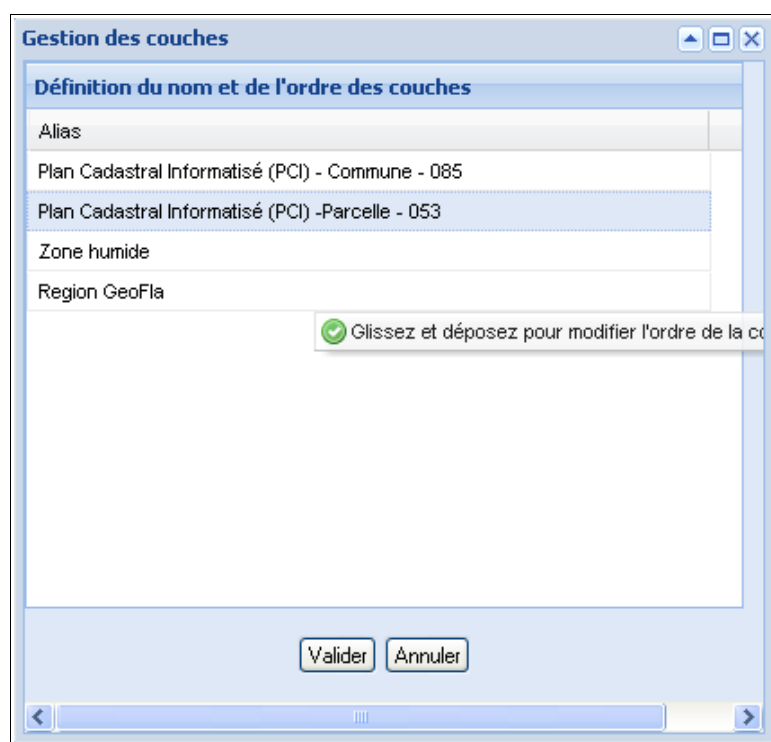 Gestion des couches
Définition du nom et de l'ordre des couches
Alias
Plan Cadastral Informatisé (PCI) - Commune - 085
Plan Cadastral Informatisé (PCI) -Parcelle - 053
Zone humide
Region GeoFla
Glissez et déposez pour modifier l'ordre de la
Valider Annuler